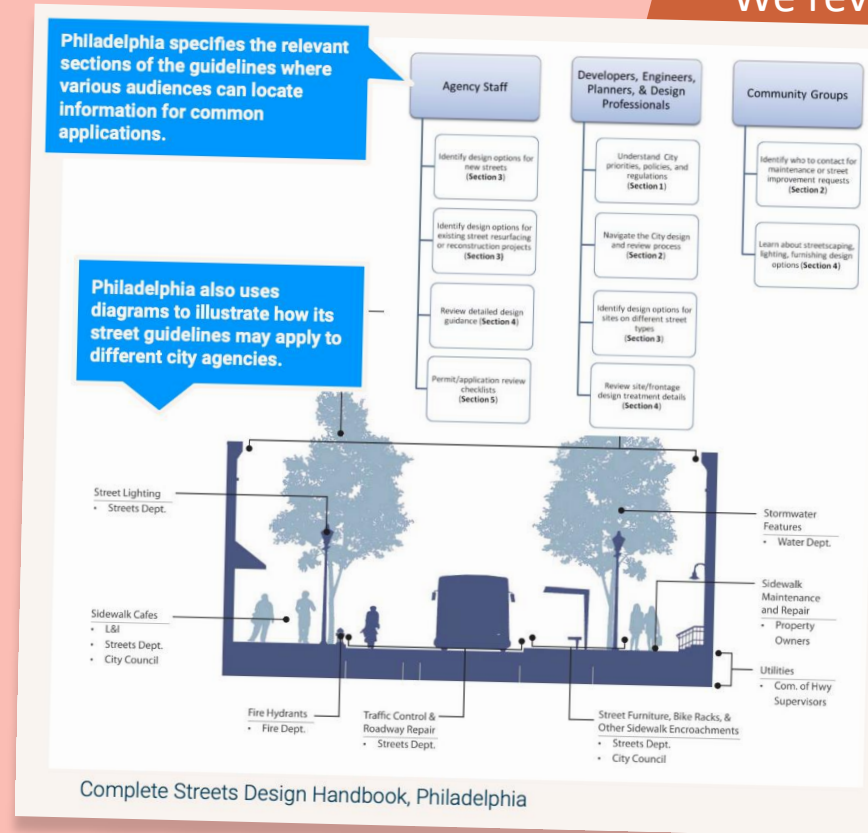 We rev
Philadelphia specifies the relevant
sections of the guidelines where
various audiences can locate
information for common
applications.
Agency Staff
Identify design options for
new streets
(Section 3)
Identify design options for
existing street resurfacing
or reconstruction projects
(Section 3)
Review detailed design
guidance (Section 4)
Permit/application review
checklists
(Section 5)
Developers, Engineers,
Planners, & Design
Professionals
Understand City
priorities, policies, and
regulations
(Section 1)
Navigate the City design
and review process
(Section 2)
Identify design options for
sites on different street
types
(Section 3)
Review site/frontage
design treatment details
(Section 4)
Community Groups
Identify who to contact for
maintenance or street
improvement requests
(Section 2)
Learn about streetscaping,
lighting, furnishing design
options (Section 4)
Philadelphia also uses
diagrams to illustrate how its
street guidelines may apply to
different city agencies.
Street Lighting
• Streets Dept.
Sidewalk Cafes
• L&I
• Streets Dept.
• City Council
Fire Hydrants
• Fire Dept.
Traffic Control &
Roadway Repair
• Streets Dept.
Street Furniture, Bike Racks, &
Other Sidewalk Encroachments
• Streets Dept.
• City Council
Stormwater
Features
• Water Dept.
Sidewalk
Maintenance
and Repair
• Property
Owners
Utilities
• Com. of Hwy
Supervisors
Complete Streets Design Handbook, Philadelphia